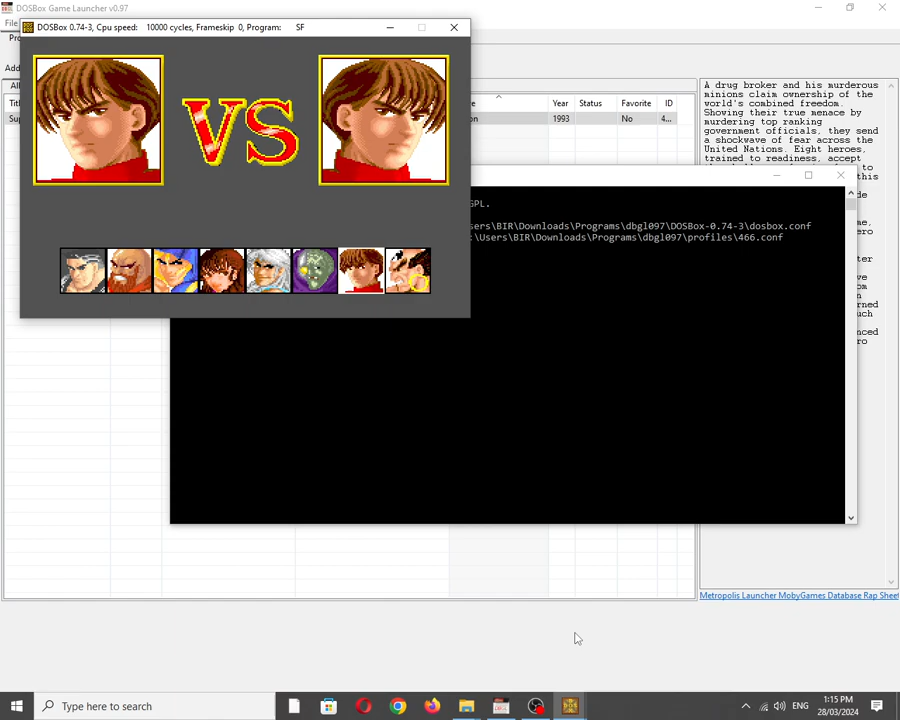 DOSBox Game Launcher v0.97
File
DOSBox 0.74-3, Cpu speed: 10000 cycles, Frameskip 0, Program: SF
VS
Add
All
Year Status Favorite ID
1993 No 4...
A drug broker and his murderous
minions claim ownership of the
world's combined freedom.
Showing their true menace by
murdering top ranking
government officials, they send
a shockwave of fear across the
United Nations. Eight heroes,
trained to readiness, accept
GPL.
\Downloads\Programs\dbgl097\DOSBox-0.74-3\dosbox.conf
:\Users\BIR\Downloads\Programs\dbgl097\profiles\466.conf
Metropolis Launcher MobyGames Database Rap Sheet
Type here to search
ENG
1:15 PM
28/03/2024